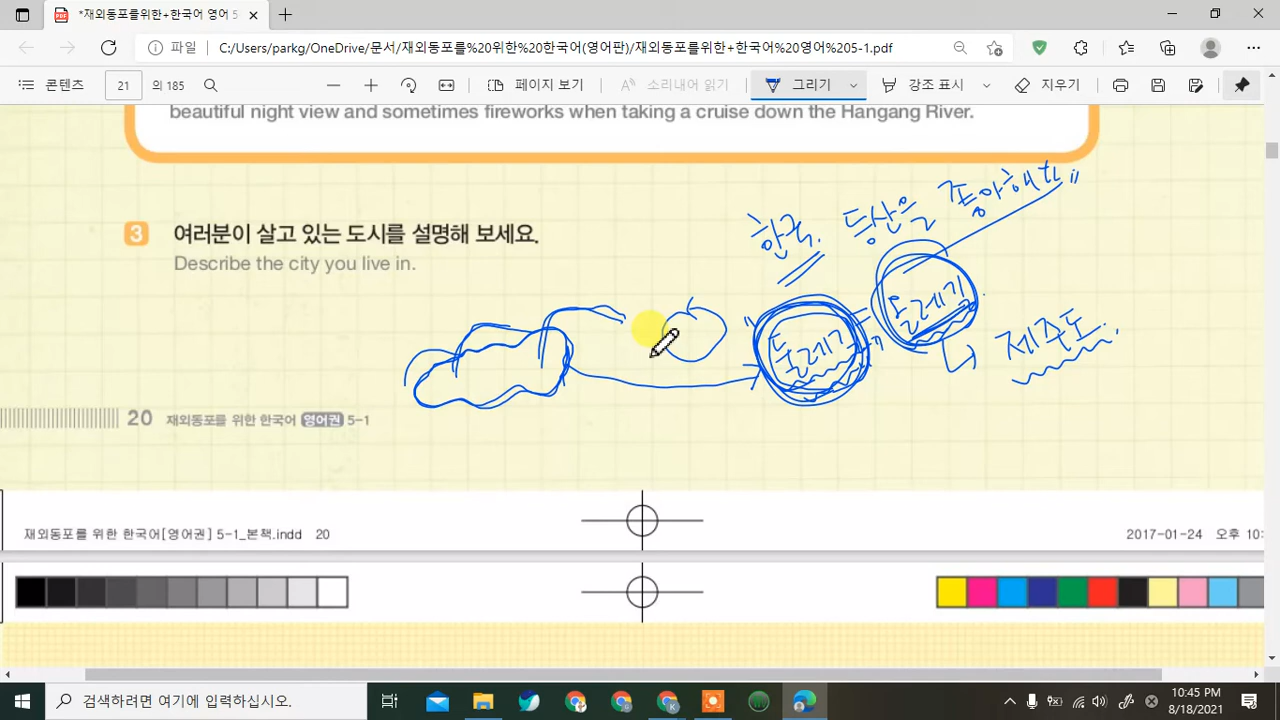 *재외동포를위한+한국어 영어 5
파일
C:/Users/parkg/OneDrive/문서/재외동포를%20위한%20한국어(영어판)/재외동포를위한+한국어%20영어%205-1.pdf
콘텐츠
21
의 185
페이지 보기
소리내어 읽기
그리기
강조 표시
지우기
beautiful night view and sometimes fireworks when taking a cruise down the Hangang River.
3 여러분이 살고 있는 도시를 설명해 보세요.
Describe the city you live in.
한국. 등산을 좋아해요"
둘레기
올레기
제주도
20 재외동포를 위한 한국어 영어권 5-1
재외동포를 위한 한국어[영어권] 5-1_본책.indd 20
2017-01-24 오후 10:
검색하려면 여기에 입력하십시오.
10:45 PM
8/18/2021